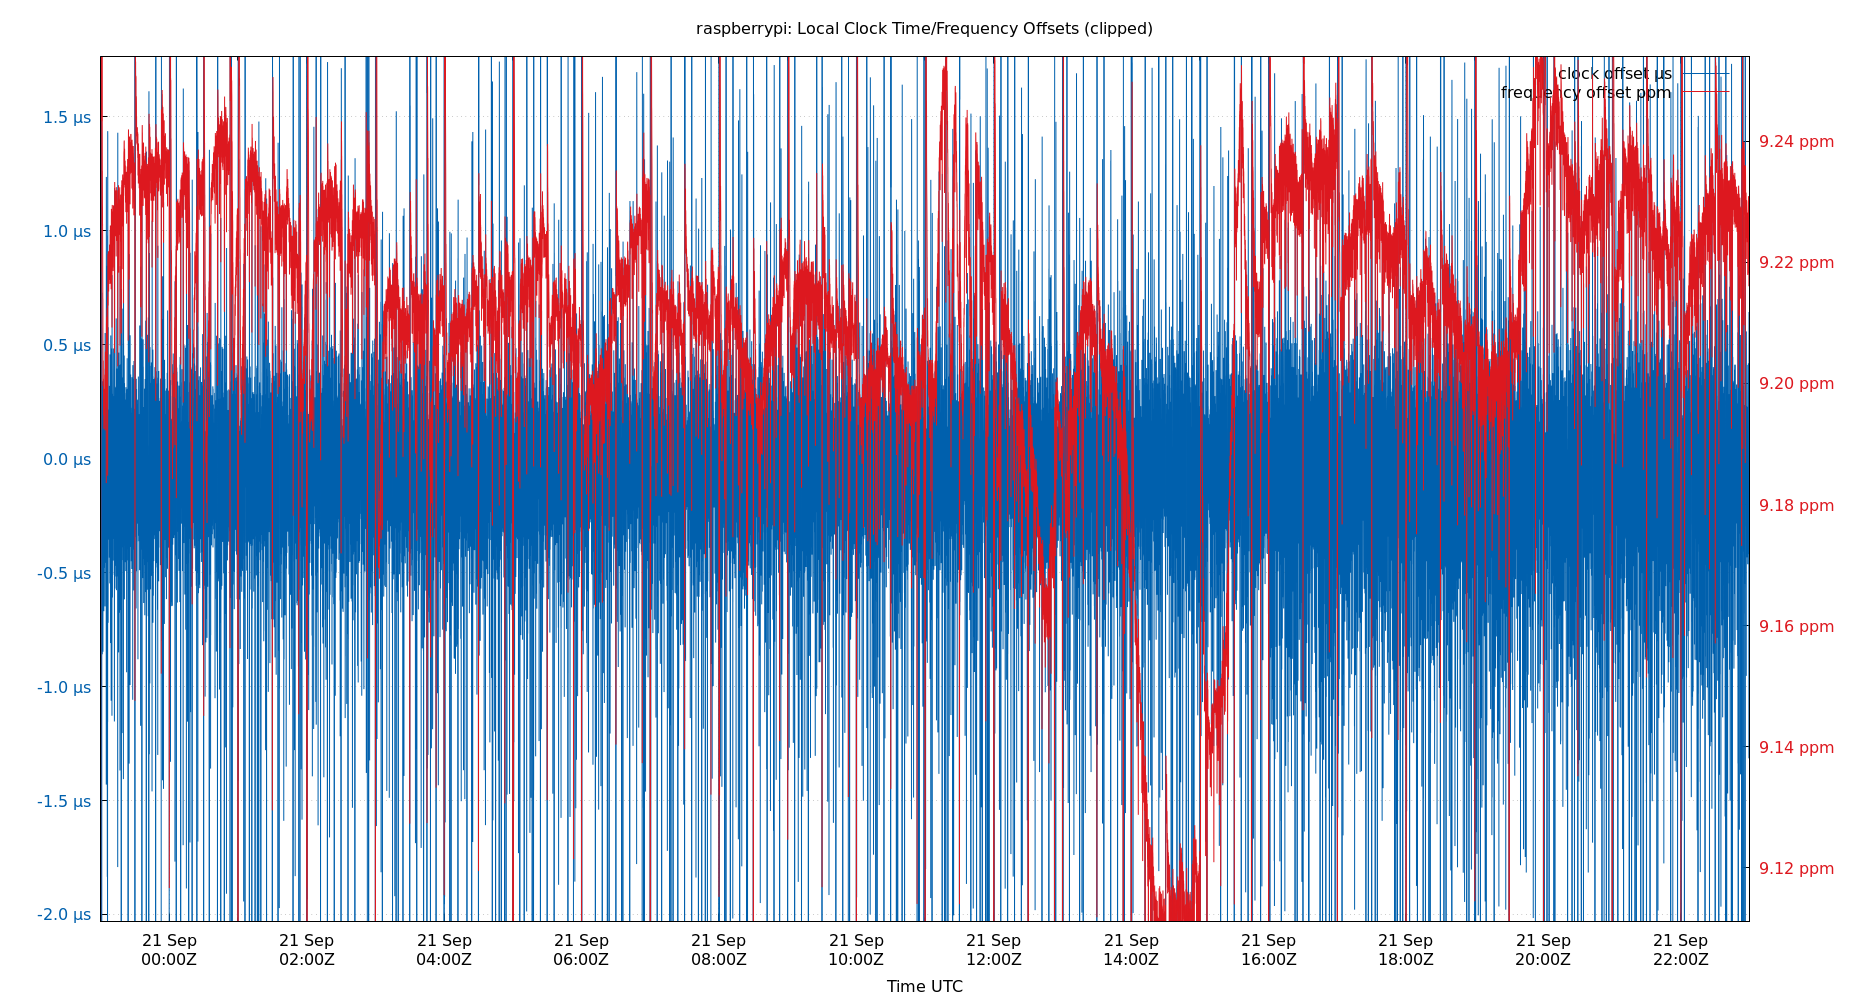 raspberrypi: Local Clock Time/Frequency Offsets (clipped)
clock offset µs
frequency offset ppm
1.5 µs
1.0 µs
0.5 µs
0.0 µs
-0.5 µs
-1.0 µs
-1.5 µs
-2.0 µs
9.24 ppm
9.22 ppm
9.20 ppm
9.18 ppm
9.16 ppm
9.14 ppm
9.12 ppm
21 Sep 21 Sep 21 Sep 21 Sep 21 Sep 21 Sep 21 Sep 21 Sep 21 Sep 21 Sep 21 Sep 21 Sep
00:00Z 02:00Z 04:00Z 06:00Z 08:00Z 10:00Z 12:00Z 14:00Z 16:00Z 18:00Z 20:00Z 22:00Z
Time UTC